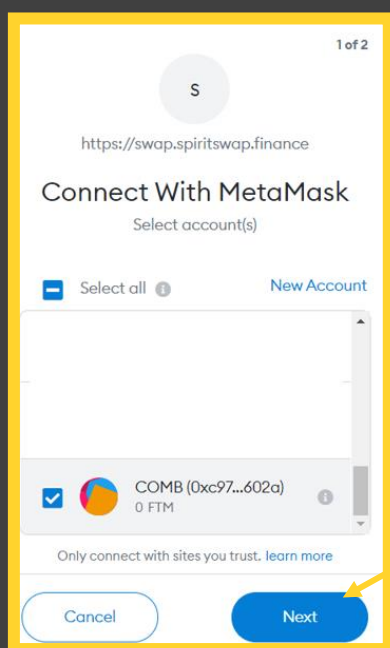 1 of 2
S
https://swap.spiritswap.finance
Connect With MetaMask
Select account(s)
Select all i New Account
COMB (0xc97...602a)
0 FTM
i
Only connect with sites you trust. learn more
Cancel Next